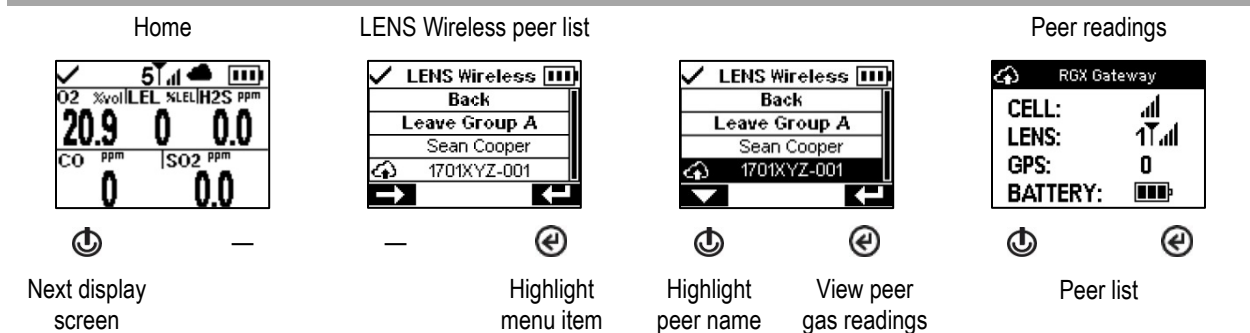 Home
LENS Wireless peer list
Peer readings
5
O2 %vol LEL %LEL H2S ppm
20.9 0 0.0
CO ppm SO2 ppm
0 0.0
LENS Wireless
Back
Leave Group A
Sean Cooper
1701XYZ-001
LENS Wireless
Back
Leave Group A
Sean Cooper
1701XYZ-001
RGX Gateway
CELL:
LENS: 1
GPS: 0
BATTERY:
– –
Next display
screen
Highlight
menu item
Highlight
peer name
View peer
gas readings
Peer list